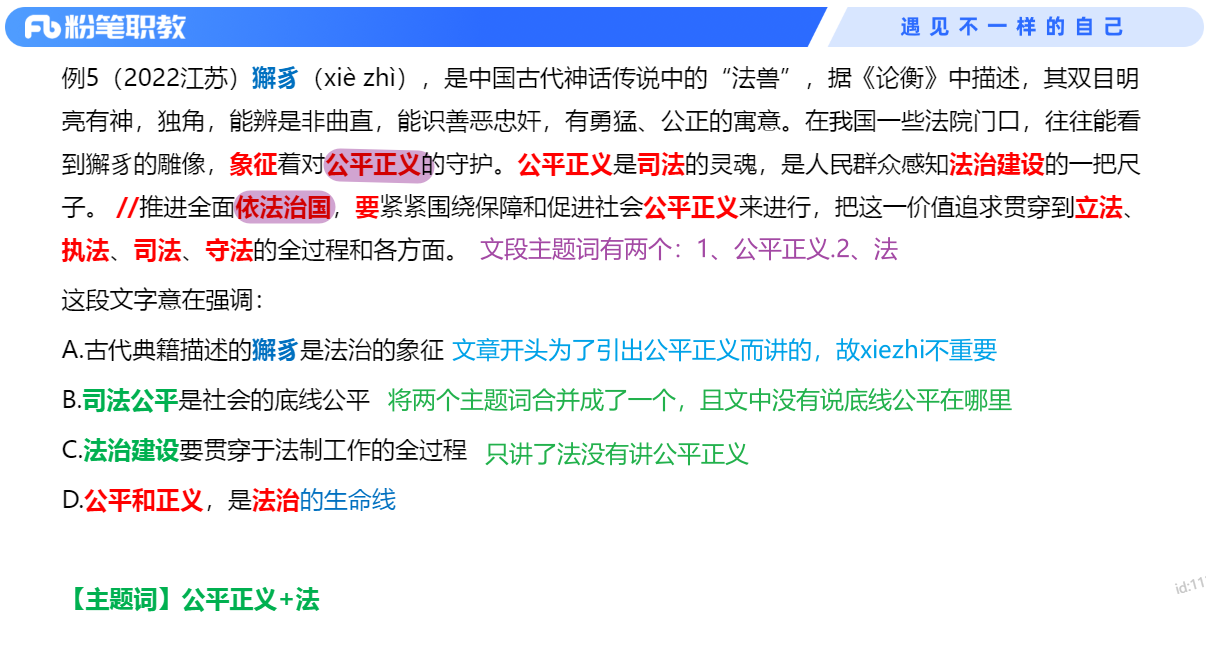 粉笔职教
遇见不一样的自己
例5（2022江苏）獬豸（xiè zhì），是中国古代神话传说中的“法兽”，据《论衡》中描述，其双目明
亮有神，独角，能辨是非曲直，能识善恶忠奸，有勇猛、公正的寓意。在我国一些法院门口，往往能看
到獬豸的雕像，象征着对公平正义的守护。公平正义是司法的灵魂，是人民群众感知法治建设的一把尺
子。 //推进全面依法治国，要紧紧围绕保障和促进社会公平正义来进行，把这一价值追求贯穿到立法、
执法、司法、守法的全过程和各方面。 文段主题词有两个：1、公平正义.2、法
这段文字意在强调：
A.古代典籍描述的獬豸是法治的象征 文章开头为了引出公平正义而讲的，故xiezhi不重要
B.司法公平是社会的底线公平 将两个主题词合并成了一个，且文中没有说底线公平在哪里
C.法治建设要贯穿于法制工作的全过程 只讲了法没有讲公平正义
D.公平和正义，是法治的生命线
【主题词】公平正义+法
id:11